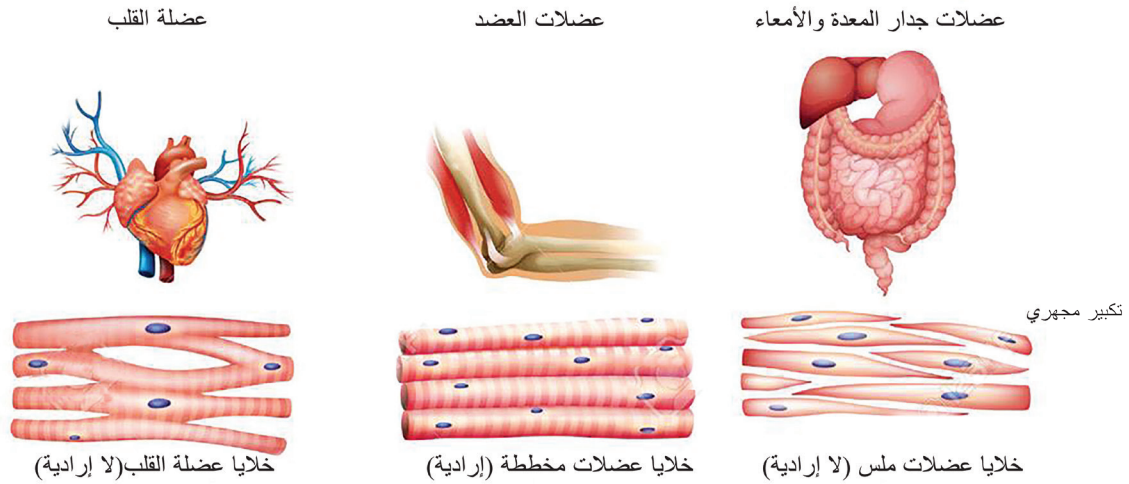 عضلات جدار المعدة والأمعاء
عضلات العضد
عضلة القلب
تكبير مجهري
خلايا عضلات ملس (لا إرادية)
خلايا عضلات مخططة (إرادية)
خلايا عضلة القلب(لا إرادية)